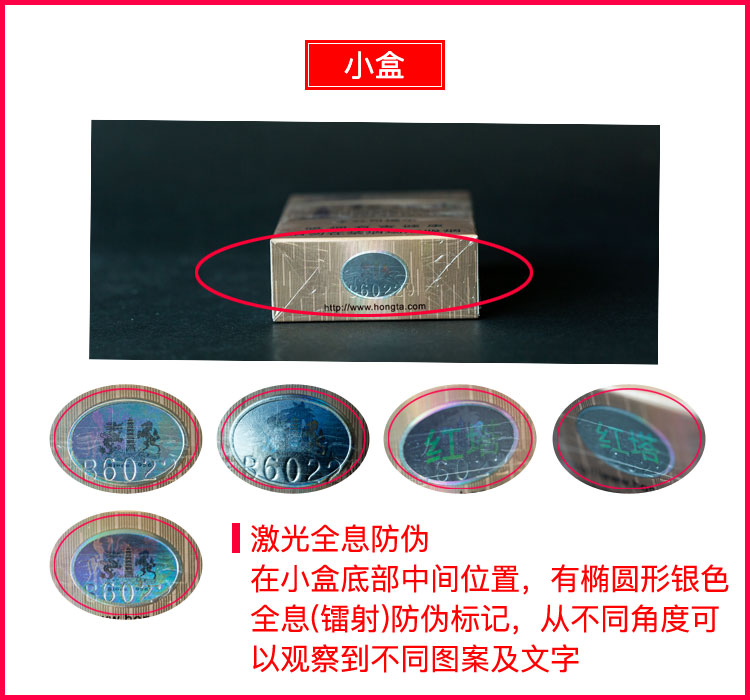 小盒
http://www.hongta.com
B6022
B6022
红塔
红塔
B6022
激光全息防伪
在小盒底部中间位置，有椭圆形银色
全息(镭射)防伪标记，从不同角度可
以观察到不同图案及文字